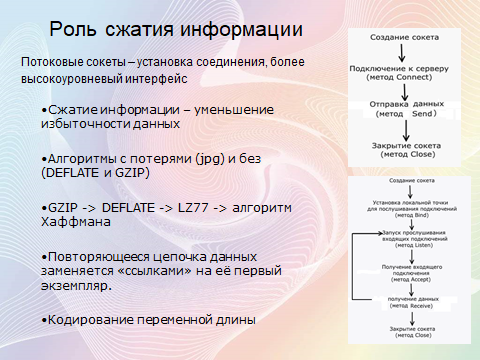 Роль сжатия информации
Потоковые сокеты – установка соединения, более
высокоуровневый интерфейс
•Сжатие информации – уменьшение
избыточности данных
•Алгоритмы с потерями (jpg) и без
(DEFLATE и GZIP)
•GZIP -> DEFLATE -> LZ77 -> алгоритм
Хаффмана
•Повторяющееся цепочка данных
заменяется «ссылками» на её первый
экземпляр.
•Кодирование переменной длины
Создание сокета
Подключение к серверу
(метод Connect)
Отправка данных
(метод Send)
Закрытие сокета
(метод Close)
Создание сокета
Установка локальной точки
для послушивания подключений
(метод Bind)
Запуск прослушивания
входящих подключений
(метод Listen)
Получение входящего
подключения
(метод Accept)
получение данных
(метод Receive)
Закрытие сокета
(метод Close)